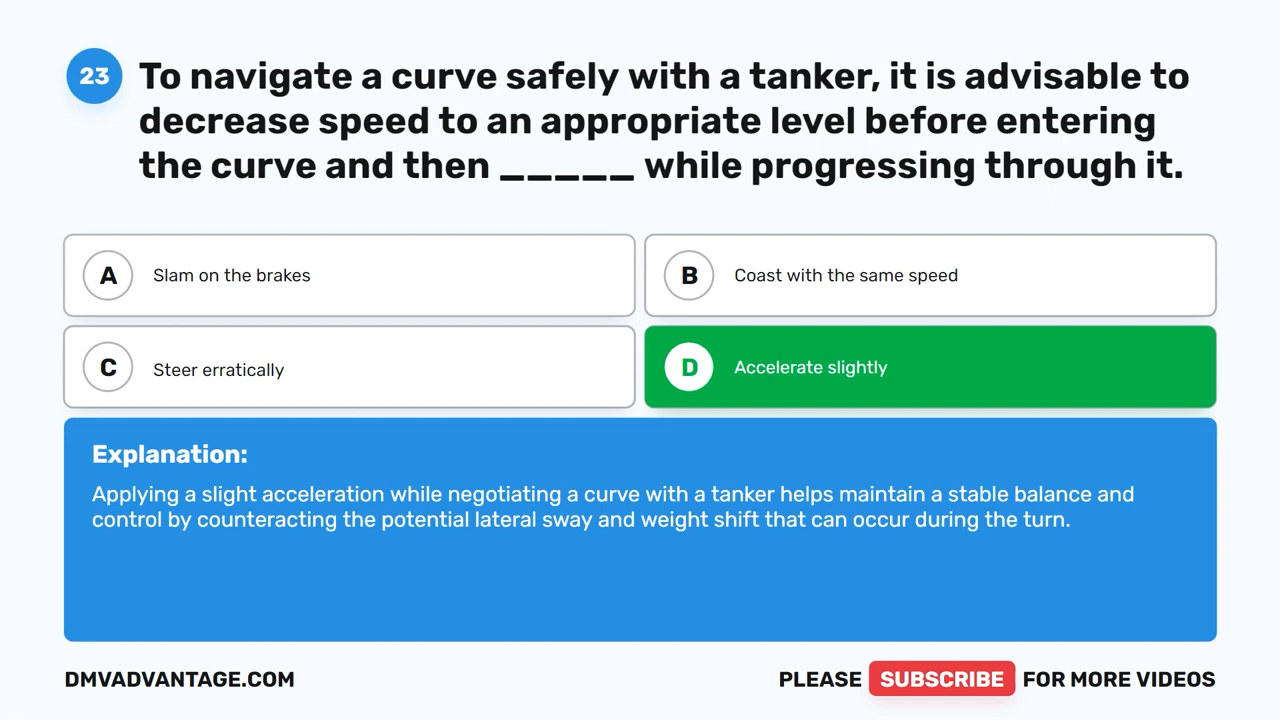 23
To navigate a curve safely with a tanker, it is advisable to
decrease speed to an appropriate level before entering
the curve and then _____ while progressing through it.
A Slam on the brakes
B Coast with the same speed
C Steer erratically
D Accelerate slightly
Explanation:
Applying a slight acceleration while negotiating a curve with a tanker helps maintain a stable balance and
control by counteracting the potential lateral sway and weight shift that can occur during the turn.
DMVADVANTAGE.COM
PLEASE SUBSCRIBE FOR MORE VIDEOS